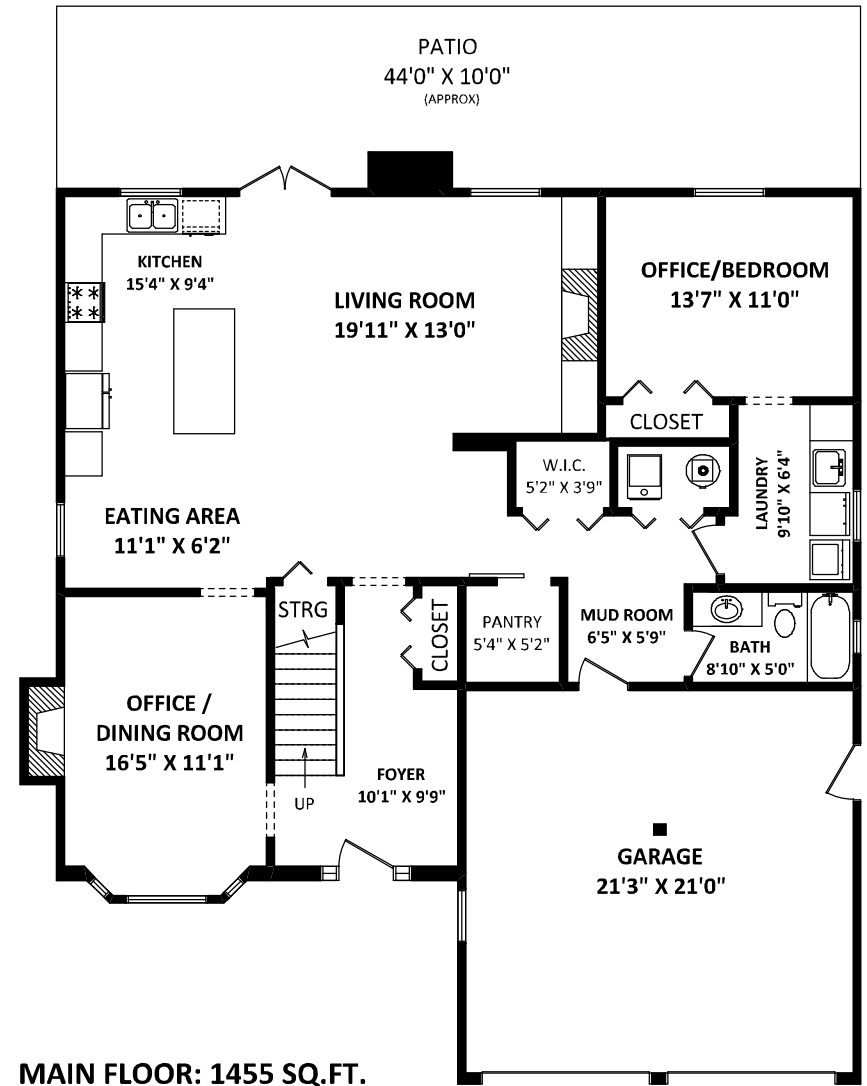 PATIO
44'0" X 10'0"
(APPROX)
KITCHEN
15'4" X 9'4"
LIVING ROOM
19'11" X 13'0"
OFFICE/BEDROOM
13'7" X 11'0"
CLOSET
W.I.C.
5'2" X 3'9"
LAUNDRY
9'10" X 6'4"
EATING AREA
11'1" X 6'2"
STRG
CLOSET
PANTRY
5'4" X 5'2"
MUD ROOM
6'5" X 5'9"
BATH
8'10" X 5'0"
OFFICE /
DINING ROOM
16'5" X 11'1"
UP
FOYER
10'1" X 9'9"
GARAGE
21'3" X 21'0"
MAIN FLOOR: 1455 SQ.FT.